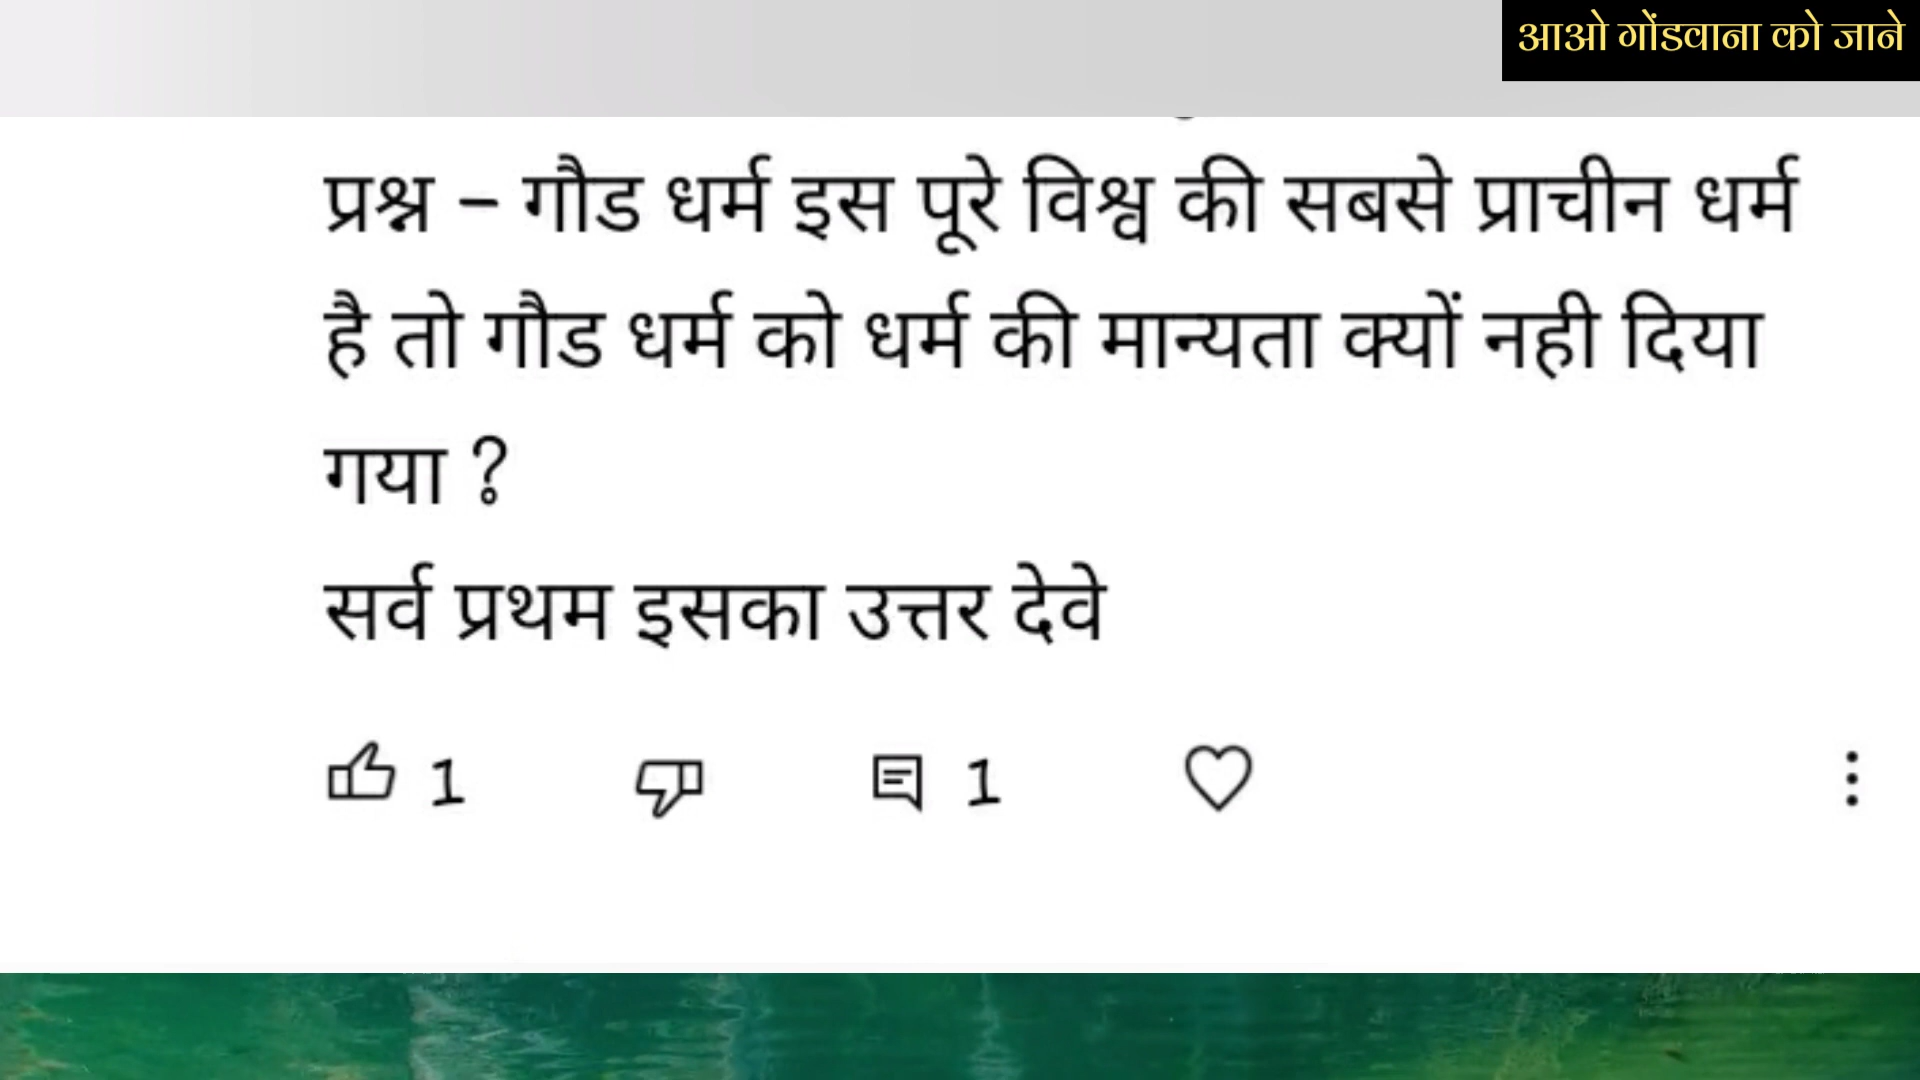 आओ गोंडवाना को जाने
प्रश्न – गौड धर्म इस पूरे विश्व की सबसे प्राचीन धर्म
है तो गौड धर्म को धर्म की मान्यता क्यों नही दिया
गया ?
सर्व प्रथम इसका उत्तर देवे
1 1